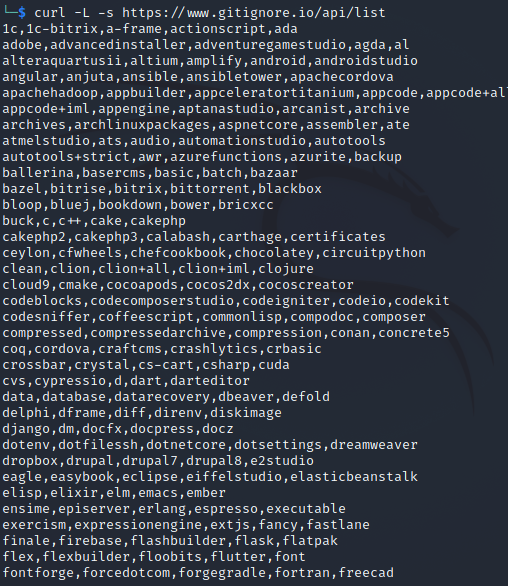 └─$ curl -L -s https://www.gitignore.io/api/list
1c,1c-bitrix,a-frame,actionscript,ada
adobe,advancedinstaller,adventuregamestudio,agda,al
alteraquartusii,altium,amplify,android,androidstudio
angular,anjuta,ansible,ansibletower,apachecordova
apachehadoop,appbuilder,appceleratortitanium,appcode,appcode+al
appcode+iml,appengine,aptanastudio,arcanist,archive
archives,archlinuxpackages,aspnetcore,assembler,ate
atmelstudio,ats,audio,automationstudio,autotools
autotools+strict,awr,azurefunctions,azurite,backup
ballerina,basercms,basic,batch,bazaar
bazel,bitrise,bitrix,bittorrent,blackbox
bloop,bluej,bookdown,bower,bricxcc
buck,c,c++,cake,cakephp
cakephp2,cakephp3,calabash,carthage,certificates
ceylon,cfwheels,chefcookbook,chocolatey,circuitpython
clean,clion,clion+all,clion+iml,clojure
cloud9,cmake,cocoapods,cocos2dx,cocoscreator
codeblocks,codecomposerstudio,codeigniter,codeio,codekit
codesniffer,coffeescript,commonlisp,compodoc,composer
compressed,compressedarchive,compression,conan,concrete5
coq,cordova,craftcms,crashlytics,crbasic
crossbar,crystal,cs-cart,csharp,cuda
cvs,cypressio,d,dart,darteditor
data,database,datarecovery,dbeaver,defold
delphi,dframe,diff,direnv,diskimage
django,dm,docfx,docpress,docz
dotenv,dotfilessh,dotnetcore,dotsettings,dreamweaver
dropbox,drupal,drupal7,drupal8,e2studio
eagle,easybook,eclipse,eiffelstudio,elasticbeanstalk
elisp,elixir,elm,emacs,ember
ensime,episerver,erlang,espresso,executable
exercism,expressionengine,extjs,fancy,fastlane
finale,firebase,flashbuilder,flask,flatpak
flex,flexbuilder,floobits,flutter,font
fontforge,forcedotcom,forgegradle,fortran,freecad